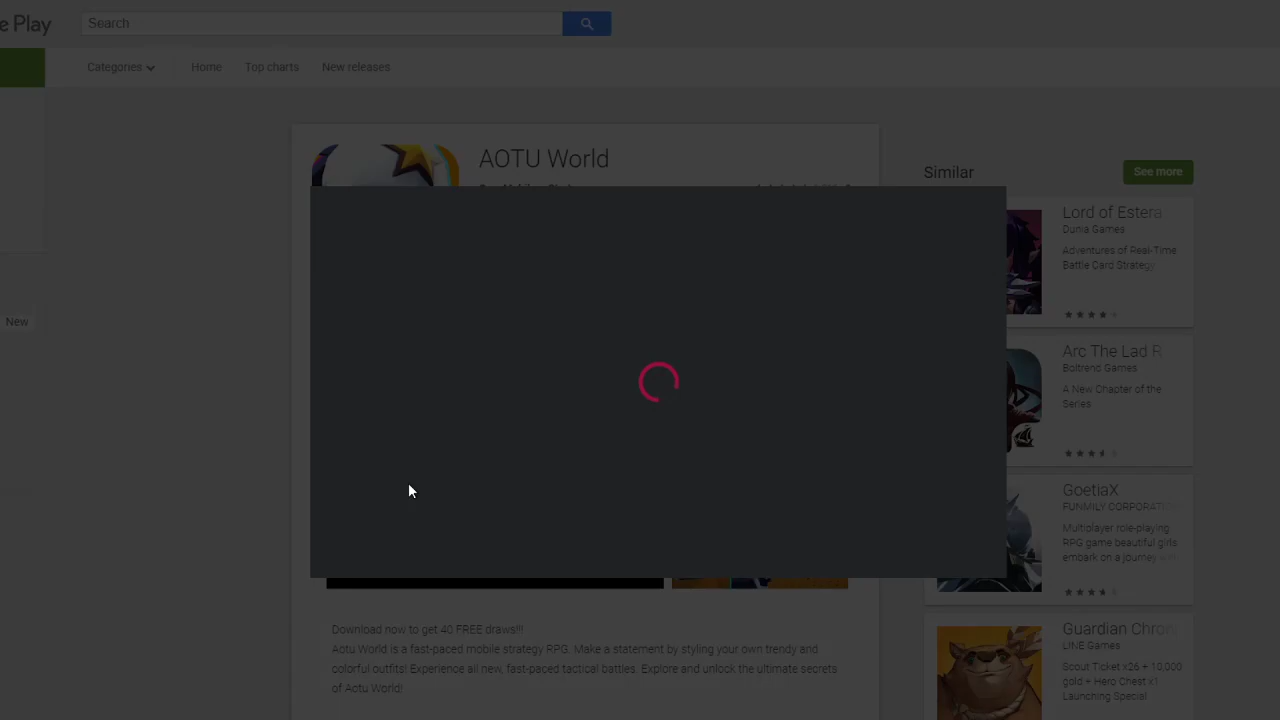 e Play
Search
Categories
Home
Top charts
New releases
AOTU World
Similar
See more
Lord of Estera
Dunia Games
Adventures of Real-Time
Battle Card Strategy
New
Arc The Lad R
Boltrend Games
A New Chapter of the
Series
GoetiaX
FUNMILY CORPORATION
Multiplayer role-playing
RPG game beautiful girls
embark on a journey
Download now to get 40 FREE draws!!!
Aotu World is a fast-paced mobile strategy RPG. Make a statement by styling your own trendy and
colorful outfits! Experience all new, fast-paced tactical battles. Explore and unlock the ultimate secrets
of Aotu World!
Guardian Chron
LINE Games
Scout Ticket x26 + 10,000
gold + Hero Chest x1
Launching Special